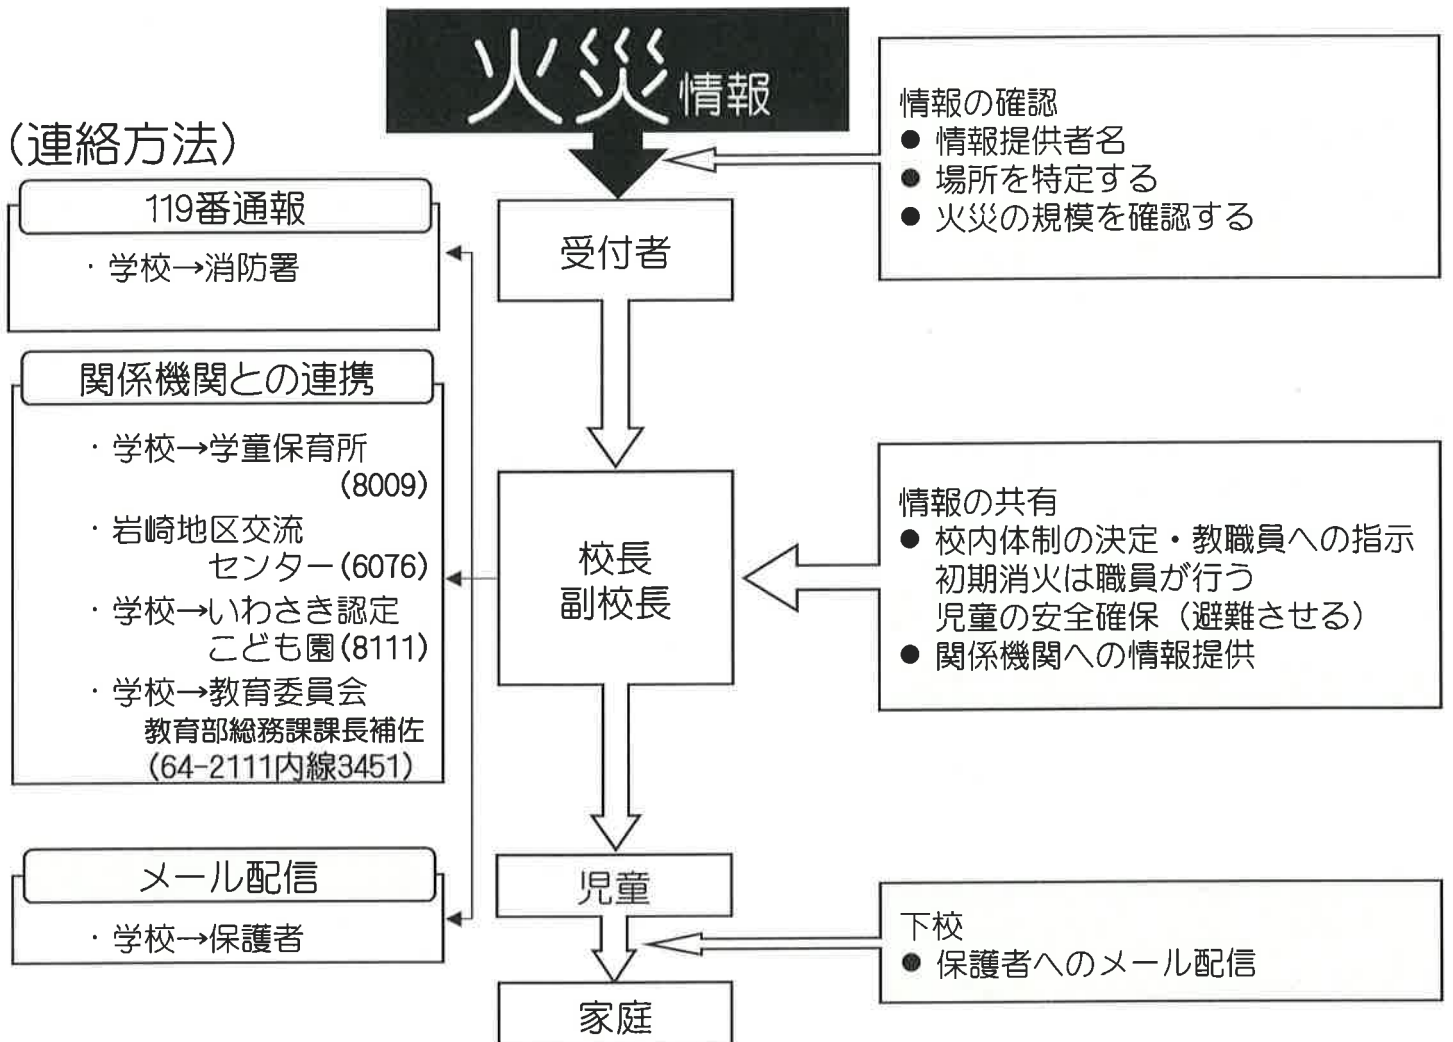 火災情報
(連絡方法)
119番通報
・学校→消防署
関係機関との連携
・学校→学童保育所
(8009)
・岩崎地区交流
センター(6076)
・学校→いわさき認定
こども園(8111)
・学校→教育委員会
教育部総務課課長補佐
(64-2111内線3451)
メール配信
・学校→保護者
受付者
校長
副校長
児童
家庭
情報の確認
● 情報提供者名
● 場所を特定する
● 火災の規模を確認する
情報の共有
● 校内体制の決定・教職員への指示
初期消火は職員が行う
児童の安全確保（避難させる）
● 関係機関への情報提供
下校
● 保護者へのメール配信